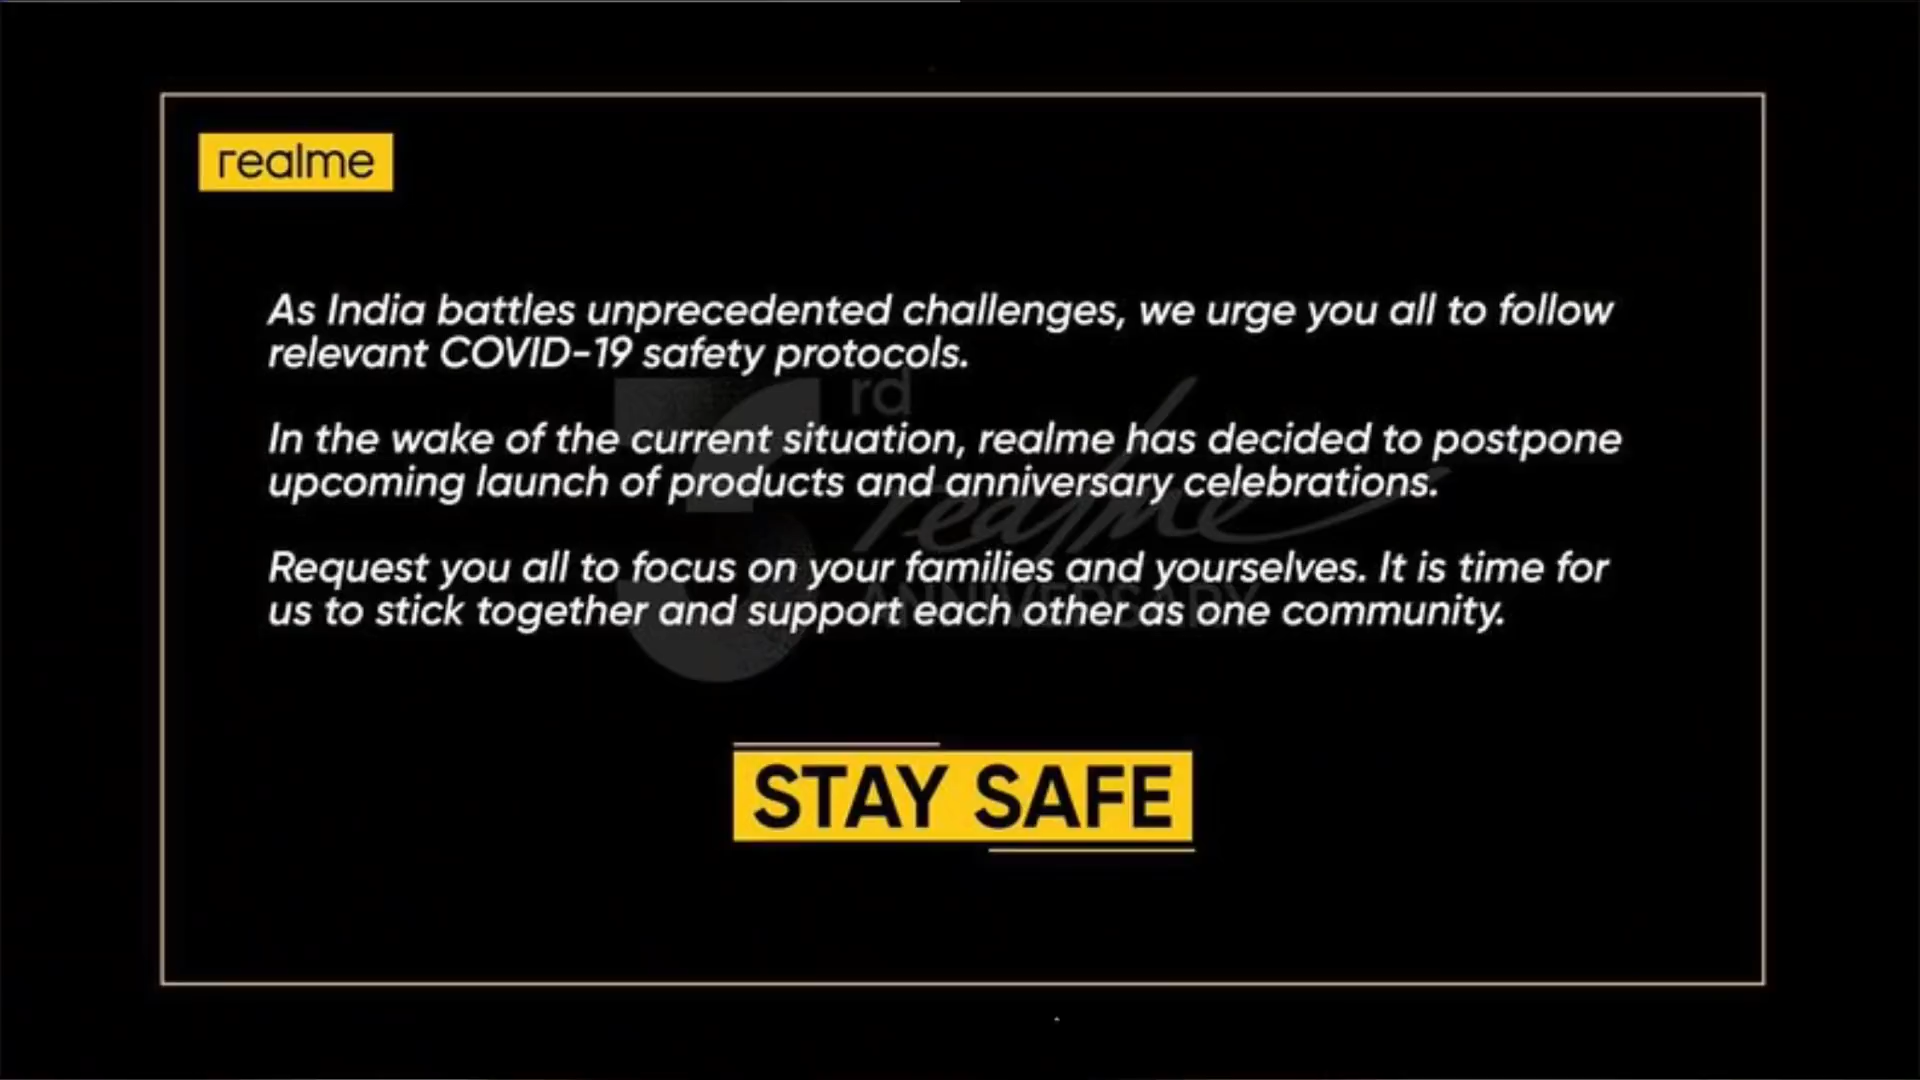 realme
As India battles unprecedented challenges, we urge you all to follow
relevant COVID-19 safety protocols.
In the wake of the current situation, realme has decided to postpone
upcoming launch of products and anniversary celebrations.
Request you all to focus on your families and yourselves. It is time for
us to stick together and support each other as one community.
3rd
realme
ANNIVERSARY
STAY SAFE